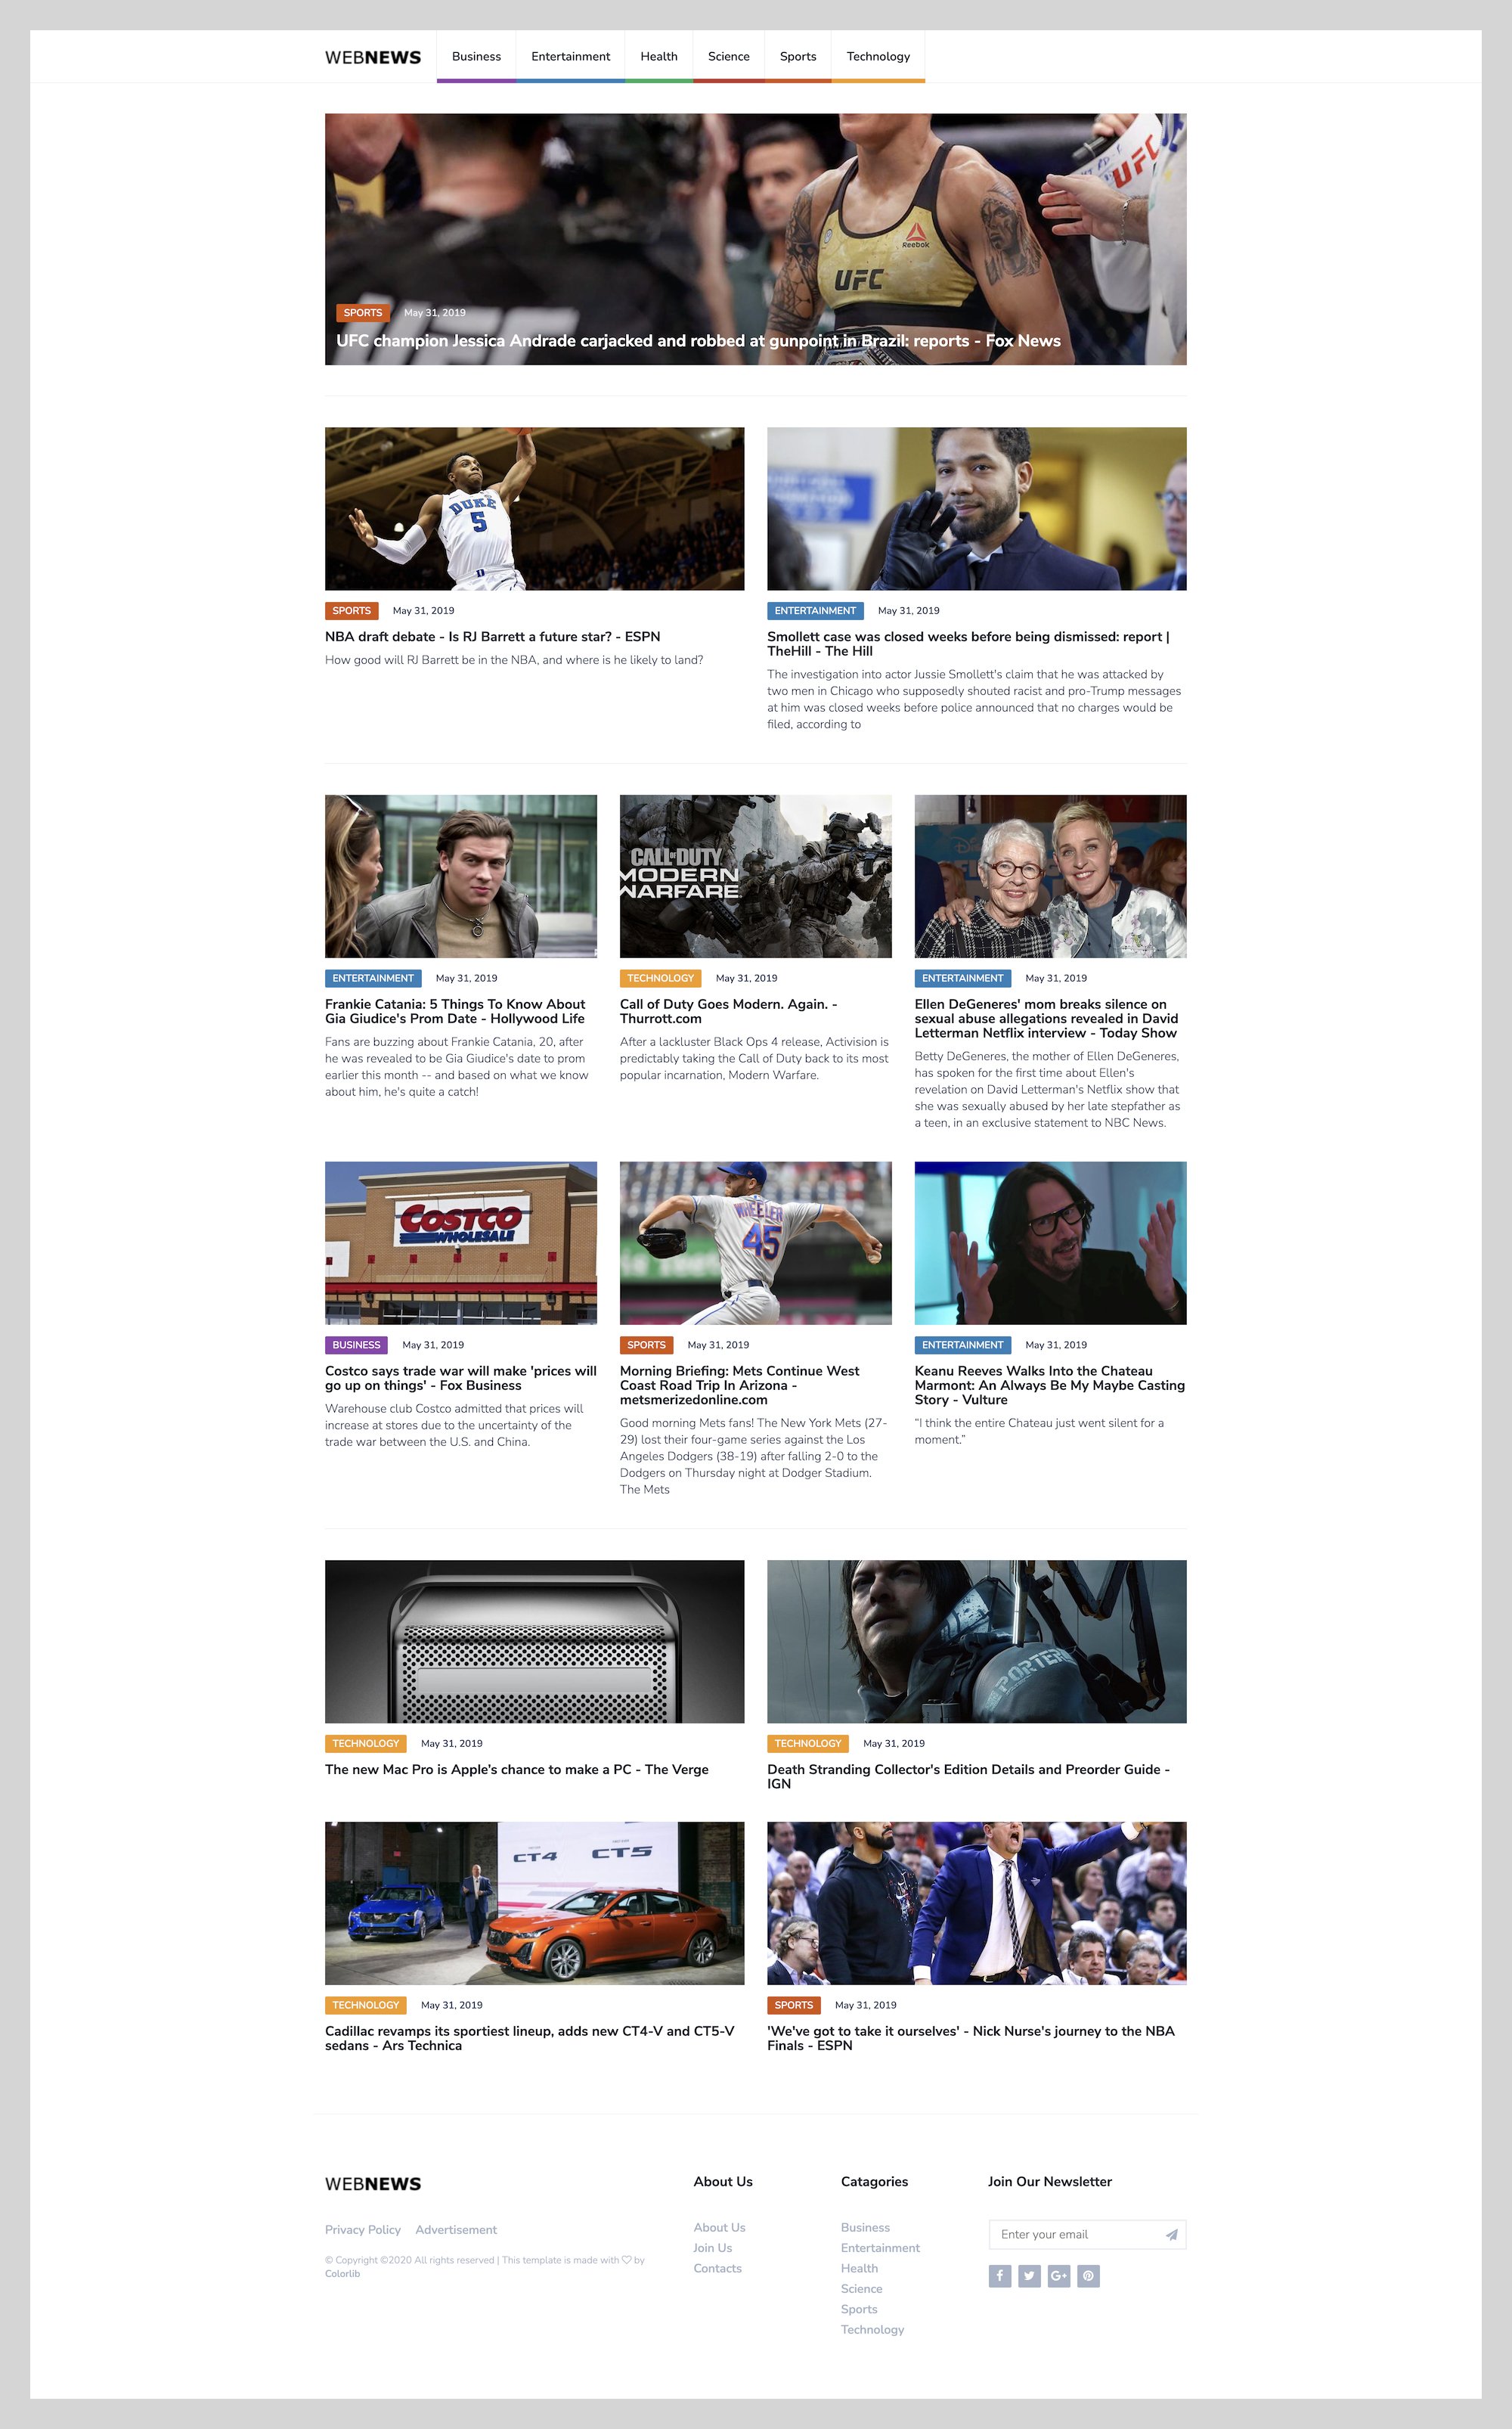 WEBNEWS
Business
Entertainment
Health
Science
Sports
Technology
UFC
Reebok
UFC
SPORTS
May 31, 2019
UFC champion Jessica Andrade carjacked and robbed at gunpoint in Brazil: reports - Fox News
DUKE
5
SPORTS
May 31, 2019
NBA draft debate - Is RJ Barrett a future star? - ESPN
How good will RJ Barrett be in the NBA, and where is he likely to land?
ENTERTAINMENT
May 31, 2019
Smollett case was closed weeks before being dismissed: report |
TheHill - The Hill
The investigation into actor Jussie Smollett's claim that he was attacked by
two men in Chicago who supposedly shouted racist and pro-Trump messages
at him was closed weeks before police announced that no charges would be
filed, according to
ENTERTAINMENT
May 31, 2019
Frankie Catania: 5 Things To Know About
Gia Giudice's Prom Date - Hollywood Life
Fans are buzzing about Frankie Catania, 20, after
he was revealed to be Gia Giudice's date to prom
earlier this month -- and based on what we know
about him, he's quite a catch!
CALL OF DUTY
MODERN
WARFARE
TECHNOLOGY
May 31, 2019
Call of Duty Goes Modern. Again. -
Thurrott.com
After a lackluster Black Ops 4 release, Activision is
predictably taking the Call of Duty back to its most
popular incarnation, Modern Warfare.
ENTERTAINMENT
May 31, 2019
Ellen DeGeneres' mom breaks silence on
sexual abuse allegations revealed in David
Letterman Netflix interview - Today Show
Betty DeGeneres, the mother of Ellen DeGeneres,
has spoken for the first time about Ellen's
revelation on David Letterman's Netflix show that
she was sexually abused by her late stepfather as
a teen, in an exclusive statement to NBC News.
COSTCO
WHOLESALE
BUSINESS
May 31, 2019
Costco says trade war will make 'prices will
go up on things' - Fox Business
Warehouse club Costco admitted that prices will
increase at stores due to the uncertainty of the
trade war between the U.S. and China.
WHEELER
45
SPORTS
May 31, 2019
Morning Briefing: Mets Continue West
Coast Road Trip In Arizona -
metsmerizedonline.com
Good morning Mets fans! The New York Mets (27-
29) lost their four-game series against the Los
Angeles Dodgers (38-19) after falling 2-0 to the
Dodgers on Thursday night at Dodger Stadium.
The Mets
ENTERTAINMENT
May 31, 2019
Keanu Reeves Walks Into the Chateau
Marmont: An Always Be My Maybe Casting
Story - Vulture
“I think the entire Chateau just went silent for a
moment.”
TECHNOLOGY
May 31, 2019
The new Mac Pro is Apple's chance to make a PC - The Verge
PORTER
TECHNOLOGY
May 31, 2019
Death Stranding Collector's Edition Details and Preorder Guide -
IGN
CT4
CT5
TECHNOLOGY
May 31, 2019
Cadillac revamps its sportiest lineup, adds new CT4-V and CT5-V
sedans - Ars Technica
SPORTS
May 31, 2019
'We've got to take it ourselves' - Nick Nurse's journey to the NBA
Finals - ESPN
WEBNEWS
Privacy Policy
Advertisement
© Copyright ©2020 All rights reserved | This template is made with ♡ by
Colorlib
About Us
About Us
Join Us
Contacts
Catagories
Business
Entertainment
Health
Science
Sports
Technology
Join Our Newsletter
Enter your email